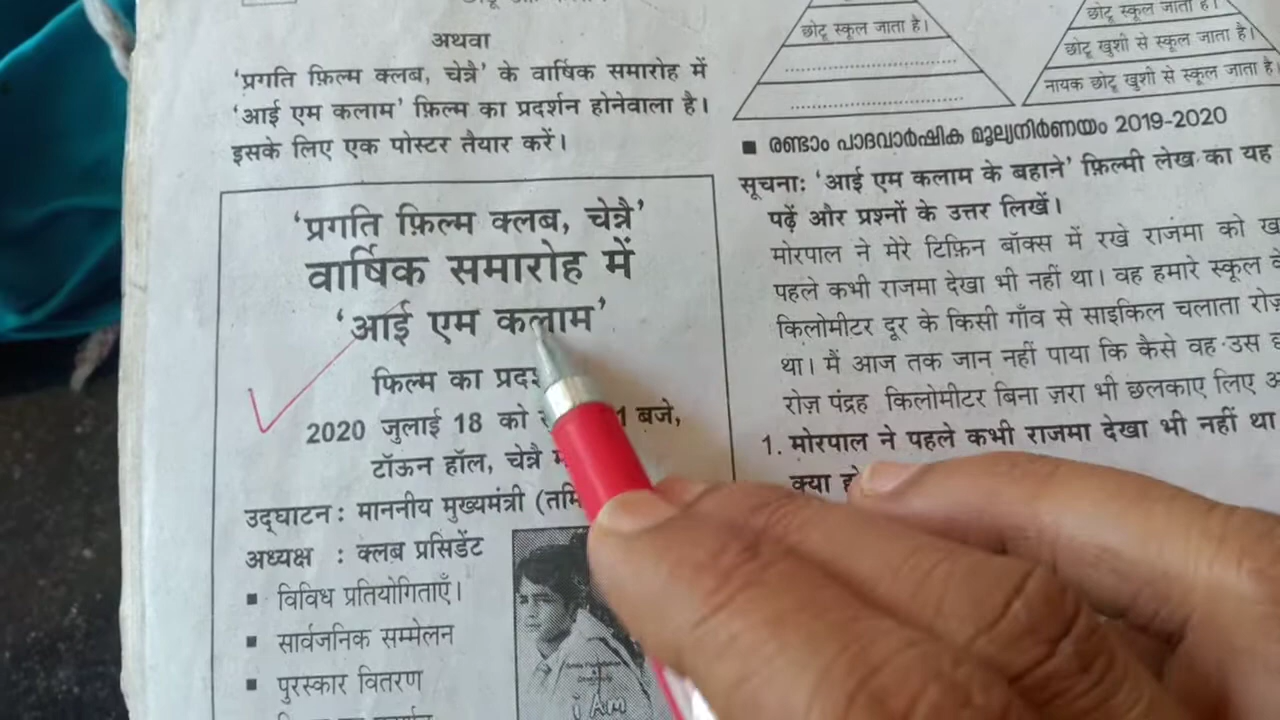 अथवा
'प्रगति फ़िल्म क्लब, चेन्नै' के वार्षिक समारोह में
'आई एम कलाम' फ़िल्म का प्रदर्शन होनेवाला है।
इसके लिए एक पोस्टर तैयार करें।
'प्रगति फ़िल्म क्लब, चेन्नै'
वार्षिक समारोह में
'आई एम कलाम'
फिल्म का
2020 जुलाई 18 को बजे,
टॉऊन हॉल, चेन्नै
उद्घाटन : माननीय मुख्यमंत्री
अध्यक्ष : क्लब प्रसिडेंट
■ विविध प्रतियोगिताएँ।
■ सार्वजनिक सम्मेलन
■ पुरस्कार वितरण
i Am
छोटू स्कूल जाता है।
छोटू स्कूल जाता है।
छोटू खुशी से स्कूल जाता है।
नायक छोटू खुशी से स्कूल जाता है।
■ രണ്ടാം പാദവാർഷിക മൂല്യനിർണയം 2019-2020
सूचनाः 'आई एम कलाम के बहाने' फ़िल्मी लेख का यह
पढ़ें और प्रश्नों के उत्तर लिखें।
मोरपाल ने मेरे टिफ़िन बॉक्स में रखे राजमा को
पहले कभी राजमा देखा भी नहीं था। वह हमारे स्कूल
किलोमीटर दूर के किसी गाँव से साइकिल चलाता
था। मैं आज तक जान नहीं पाया कि कैसे वह उस
रोज़ पंद्रह किलोमीटर बिना ज़रा भी छलकाए लिए
1. मोरपाल ने पहले कभी राजमा देखा भी नहीं था
क्या